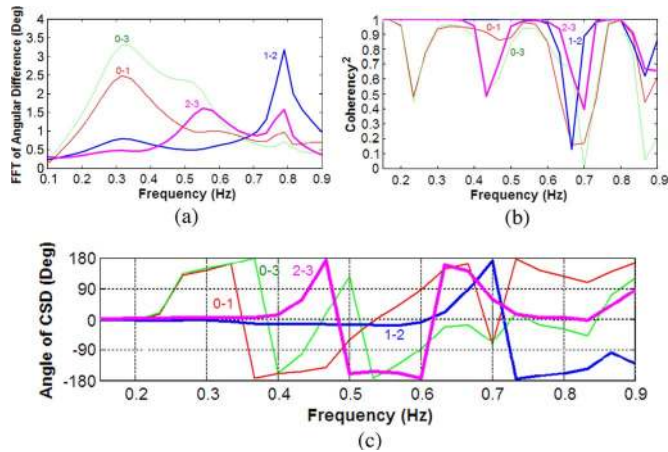 (a)
FFT of Angular Difference (Deg)
4
3.5
3
2.5
2
1.5
1
0.5
0
0-3
0-1
2-3
1-2
0.1 0.2 0.3 0.4 0.5 0.6 0.7 0.8 0.9
Frequency (Hz)
(a)
(b)
Coherency²
1
0.9
0.8
0.7
0.6
0.5
0.4
0.3
0.2
0.1
0
0-1
2-3
1-2
0-3
0.2 0.3 0.4 0.5 0.6 0.7 0.8 0.9
Frequency (Hz)
(b)
Angle of CSD (Deg)
180
90
0
-90
-180
0-3
2-3
0-1
1-2
0.2 0.3 0.4 0.5 0.6 0.7 0.8 0.9
Frequency (Hz)
(c)